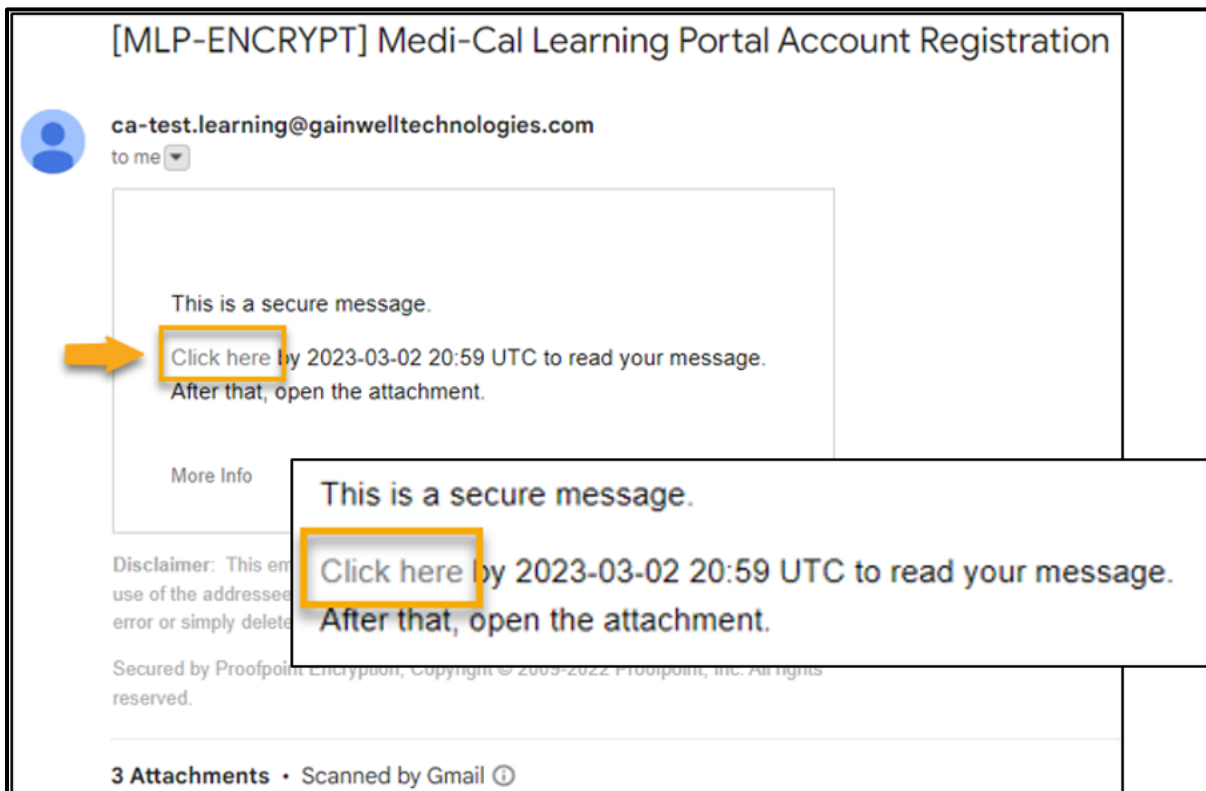 [MLP-ENCRYPT] Medi-Cal Learning Portal Account Registration
ca-test.learning@gainwelltechnologies.com
to me
This is a secure message.
Click here by 2023-03-02 20:59 UTC to read your message.
After that, open the attachment.
More Info
This is a secure message.
Click here by 2023-03-02 20:59 UTC to read your message.
After that, open the attachment.
Disclaimer: This em
use of the addressee
error or simply delete
Secured by Proofpoint Encryption, Copyright © 2009-2022 Proofpoint, Inc. All rights
reserved.
3 Attachments • Scanned by Gmail